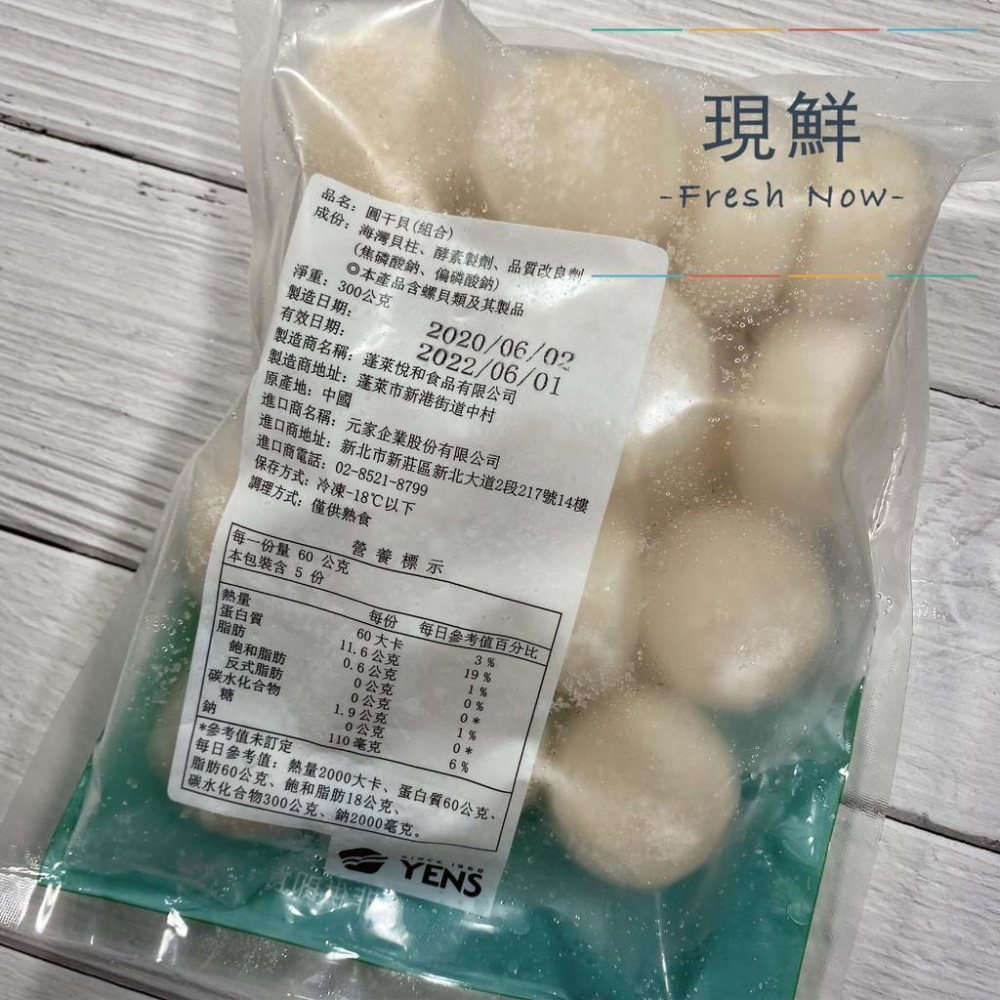 現鮮
-Fresh Now-
品名: 圓干貝(組合)
成份: 海灣貝柱、酵素製劑、品質改良劑
(焦磷酸鈉、偏磷酸鈉)
◎本產品含螺貝類及其製品
淨重: 300公克
製造日期: 2020/06/02
有效日期: 2022/06/01
製造商名稱: 蓬萊悅和食品有限公司
製造商地址: 蓬萊市新港街道中村
原產地: 中國
進口商名稱: 元家企業股份有限公司
進口商地址: 新北市新莊區新北大道2段217號14樓
進口商電話: 02-8521-8799
保存方式: 冷凍-18℃以下
調理方式: 僅供熟食
營養標示
每一份量 60 公克
本包裝含 5 份
每份 每日參考值百分比
熱量 60大卡 3%
蛋白質 11.6公克 19%
脂肪 0.6公克 1%
飽和脂肪 0公克 0%
反式脂肪 0公克 0*
碳水化合物 1.9公克 1%
糖 0公克 0*
鈉 110毫克 6%
*參考值未訂定
每日參考值: 熱量2000大卡、蛋白質60公克、
脂肪60公克、飽和脂肪18公克、
碳水化合物300公克、鈉2000毫克。
SINCE 1968
YENS